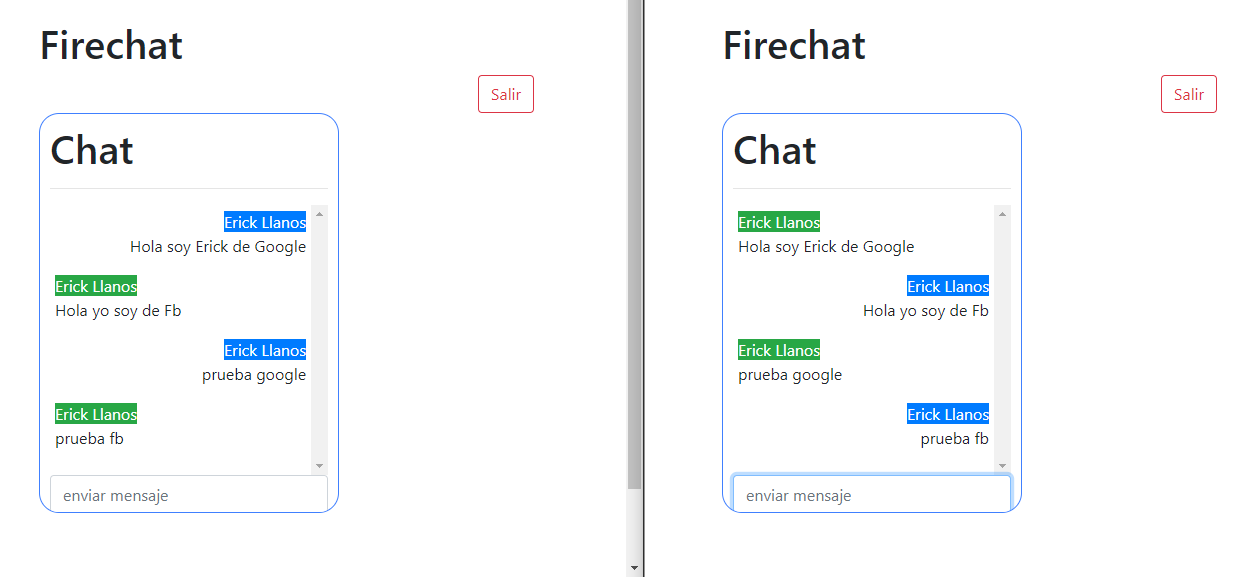 Firechat
Salir
Chat
Erick Llanos
Hola soy Erick de Google
Erick Llanos
Hola yo soy de Fb
Erick Llanos
prueba google
Erick Llanos
prueba fb
enviar mensaje
Firechat
Salir
Chat
Erick Llanos
Hola soy Erick de Google
Erick Llanos
Hola yo soy de Fb
Erick Llanos
prueba google
Erick Llanos
prueba fb
enviar mensaje